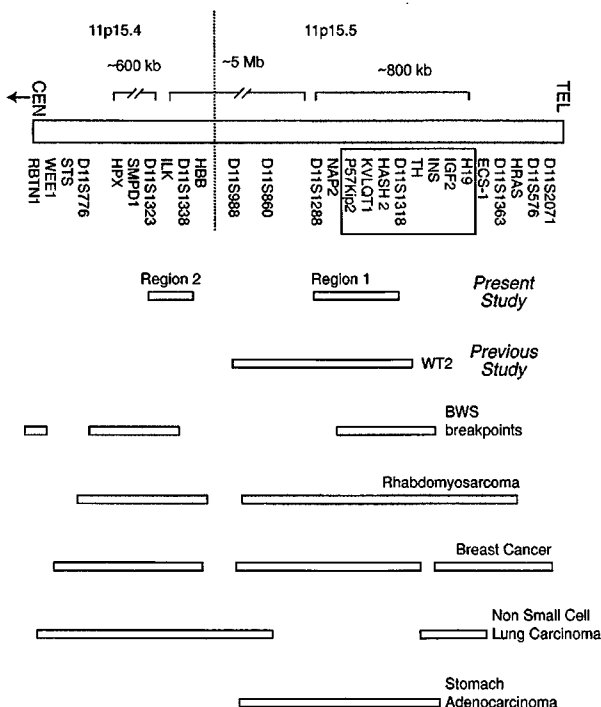 11p15.4
11p15.5
~600 kb
~5 Mb
~800 kb
CEN
TEL
RBTN1
WEE1
STS
D11S776
HPX
SMPD1
D11S1323
ILK
D11S1338
HBB
D11S988
D11S860
D11S1288
NAP2
P57Kip2
KVLQT1
HASH 2
D11S1318
TH
INS
IGF2
H19
ECS-1
D11S1363
HRAS
D11S576
D11S2071
Region 2
Region 1
Present
Study
WT2
Previous
Study
BWS
breakpoints
Rhabdomyosarcoma
Breast Cancer
Non Small Cell
Lung Carcinoma
Stomach
Adenocarcinoma